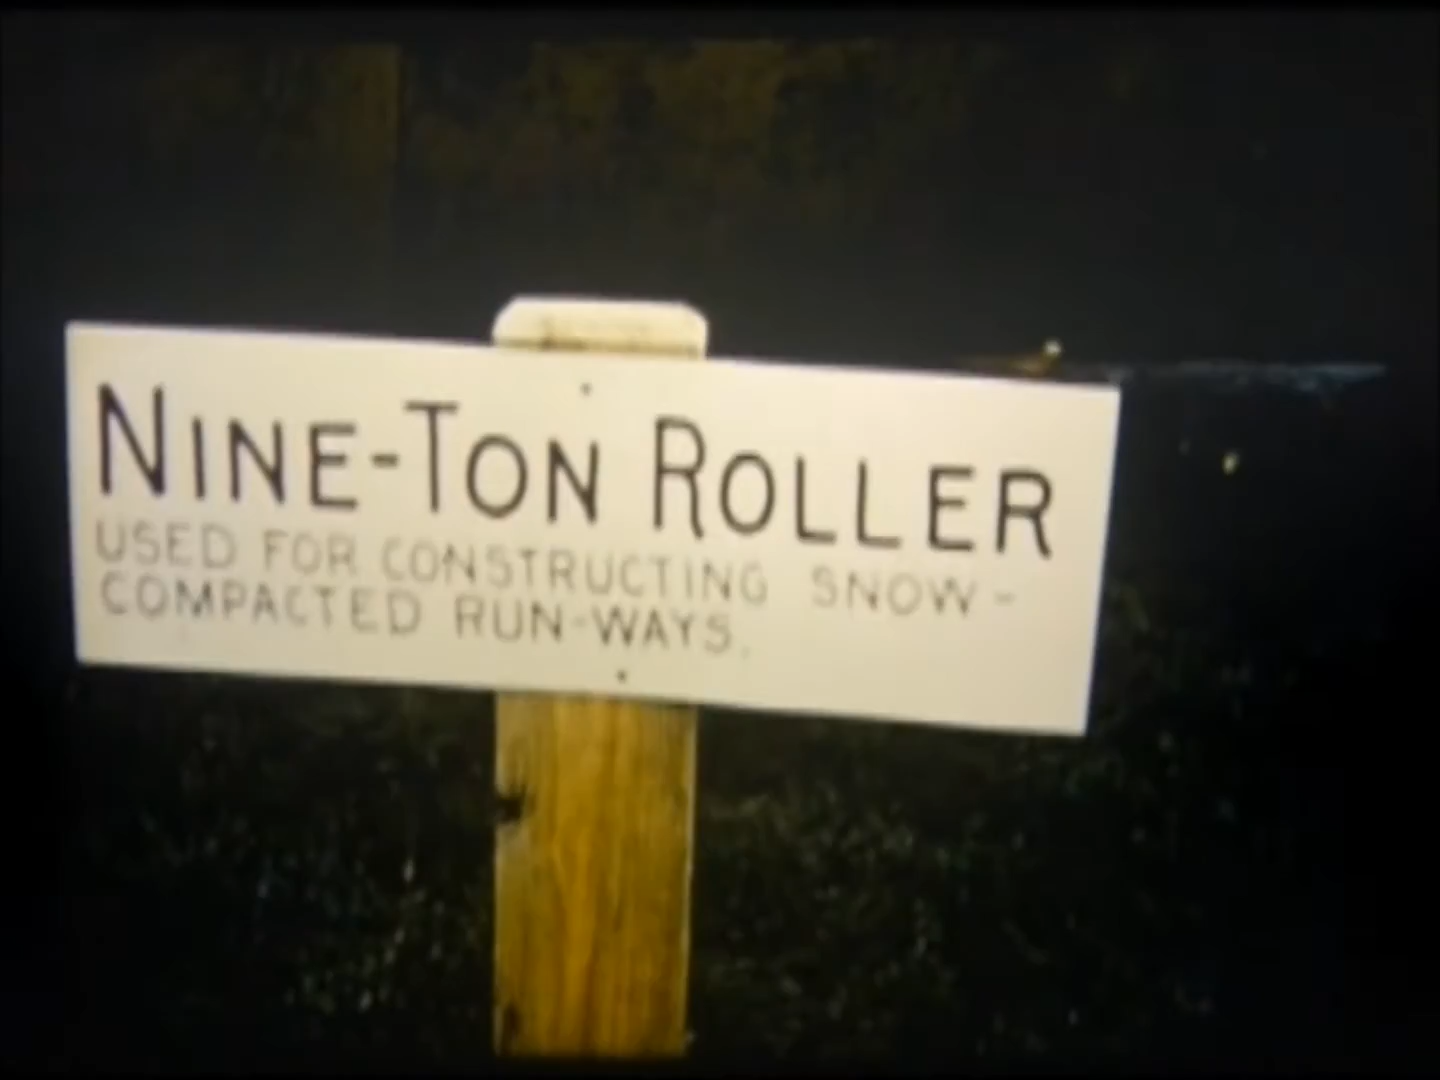 NINE-TON ROLLER
USED FOR CONSTRUCTING SNOW-
COMPACTED RUN-WAYS.